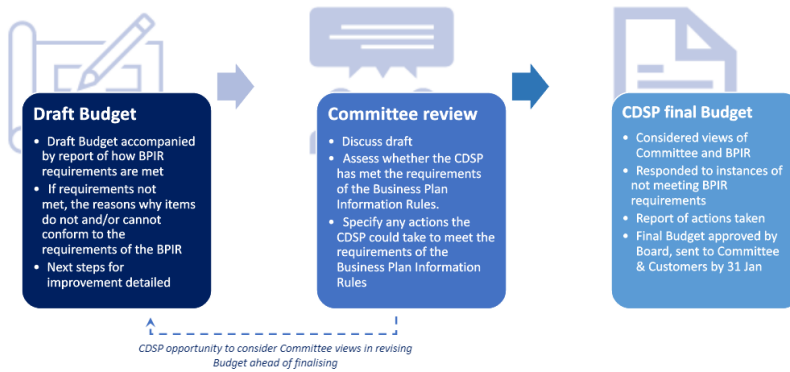 Draft Budget
• Draft Budget accompanied
by report of how BPIR
requirements are met
• If requirements not
met, the reasons why items
do not and/or cannot
conform to the
requirements of the BPIR
• Next steps for
improvement detailed
Committee review
• Discuss draft
• Assess whether the CDSP
has met the requirements
of the Business Plan
Information Rules.
• Specify any actions the
CDSP could take to meet the
requirements of the
Business Plan Information
Rules
CDSP final Budget
• Considered views of
Committee and BPIR
• Responded to instances of
not meeting BPIR
requirements
• Report of actions taken
• Final Budget approved by
Board, sent to Committee
& Customers by 31 Jan
CDSP opportunity to consider Committee views in revising
Budget ahead of finalising